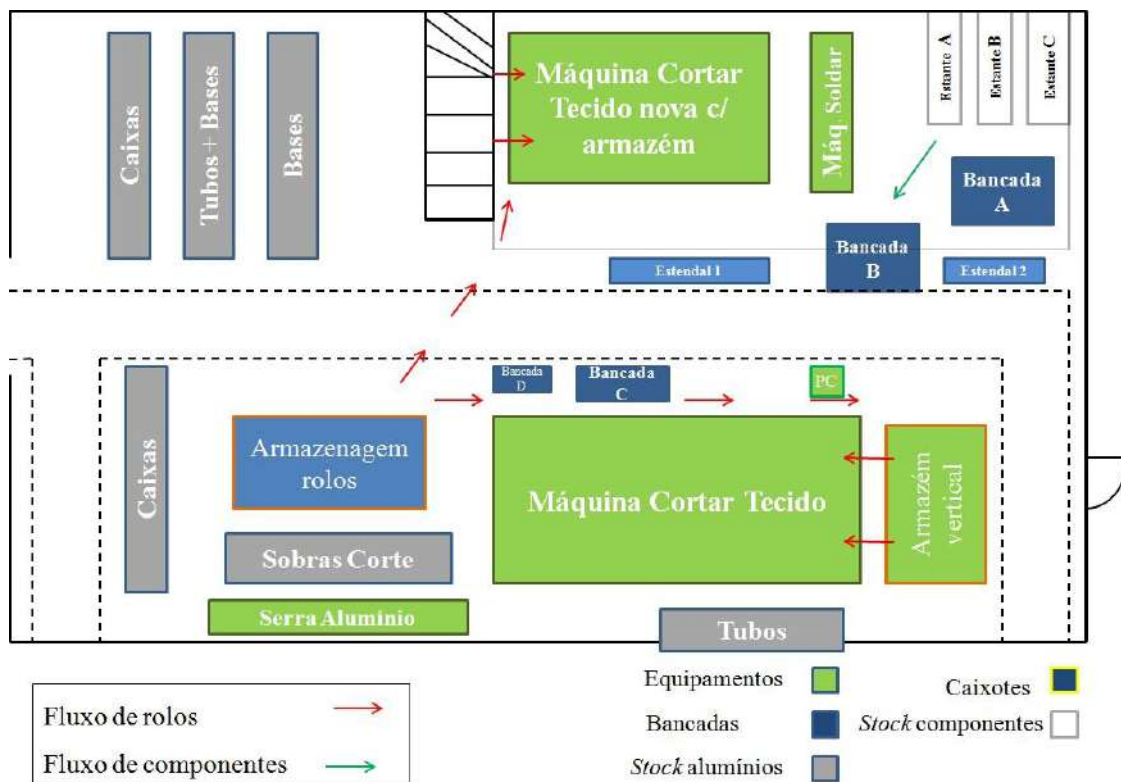 Caixas
Tubos + Bases
Bases
Máquina Cortar
Tecido nova c/
armazém
Máq. Soldar
Estante A
Estante B
Estante C
Bancada
A
Bancada
B
Estendal 1
Estendal 2
Bancada
D
Bancada
C
PC
Caixas
Armazenagem
rolos
Máquina Cortar Tecido
Armazém
vertical
Sobras Corte
Serra Alumínio
Tubos
Fluxo de rolos
Fluxo de componentes
Equipamentos
Bancadas
Stock alumínios
Caixotes
Stock componentes